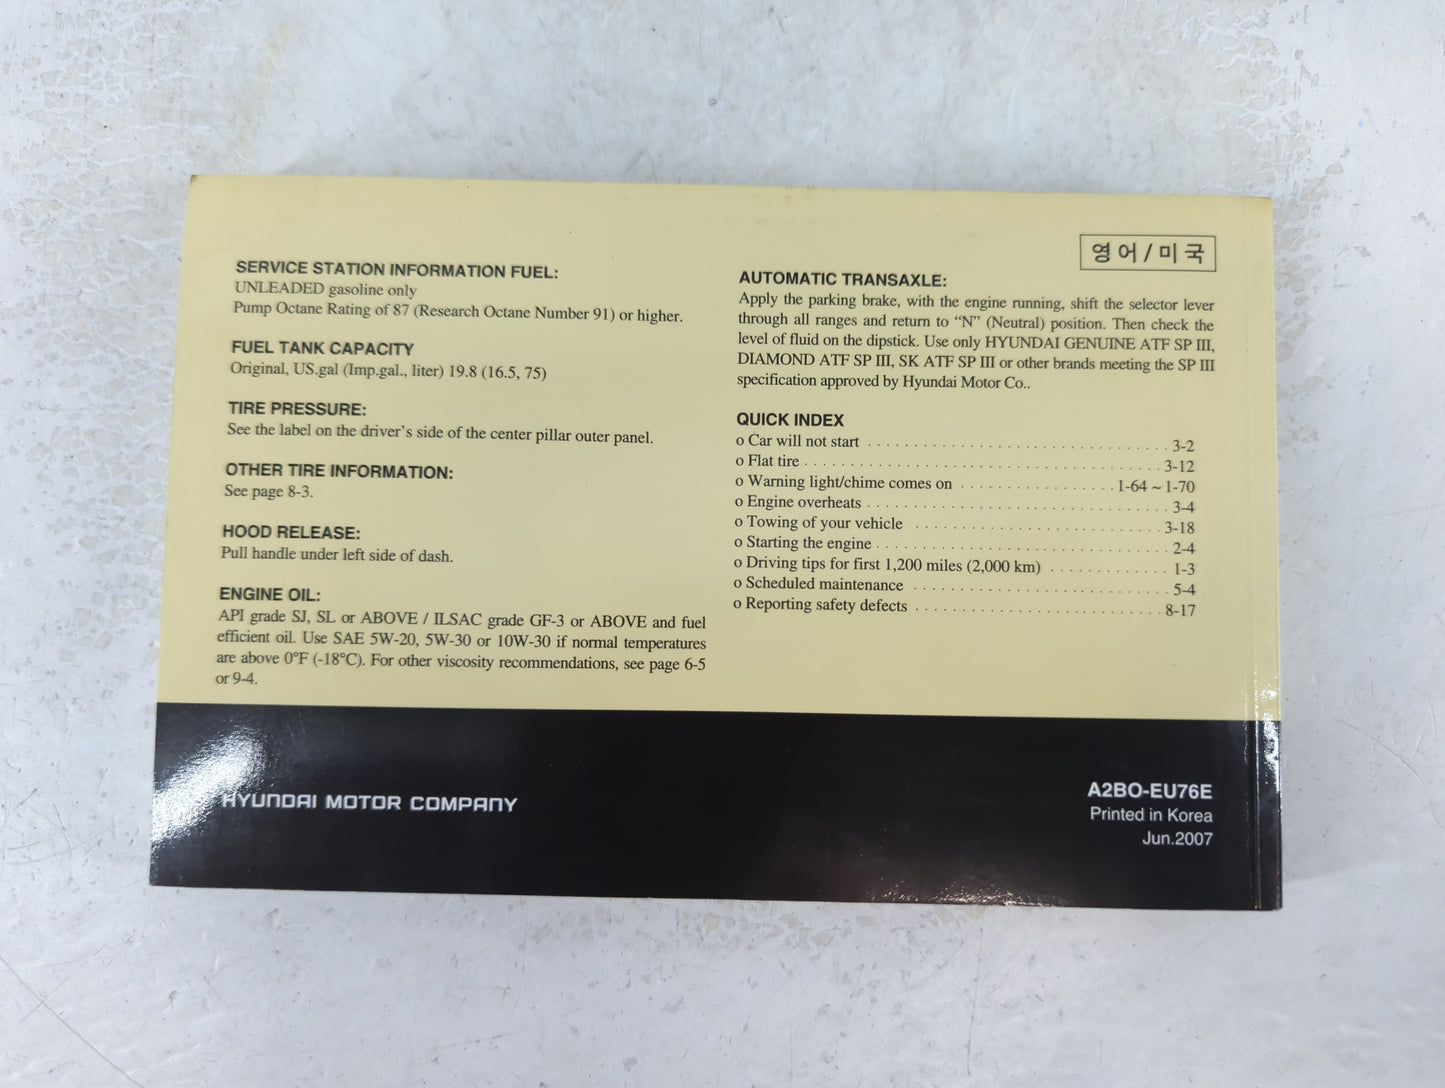 SERVICE STATION INFORMATION FUEL:
UNLEADED gasoline only
Pump Octane Rating of 87 (Research Octane Number 91) or higher.
FUEL TANK CAPACITY
Original, US.gal (Imp.gal., liter) 19.8 (16.5, 75)
TIRE PRESSURE:
See the label on the driver's side of the center pillar outer panel.
OTHER TIRE INFORMATION:
See page 8-3.
HOOD RELEASE:
Pull handle under left side of dash.
ENGINE OIL:
API grade SJ, SL or ABOVE / ILSAC grade GF-3 or ABOVE and fuel
efficient oil. Use SAE 5W-20, 5W-30 or 10W-30 if normal temperatures
are above 0°F (-18°C). For other viscosity recommendations, see page 6-5
or 9-4.
영어/미국
AUTOMATIC TRANSAXLE:
Apply the parking brake, with the engine running, shift the selector lever
through all ranges and return to “N” (Neutral) position. Then check the
level of fluid on the dipstick. Use only HYUNDAI GENUINE ATF SP III,
DIAMOND ATF SP III, SK ATF SP III or other brands meeting the SP III
specification approved by Hyundai Motor Co..
QUICK INDEX
o Car will not start . . . . . . . . . . . . . . . . . . . . . . . . . . . . . . . . . 3-2
o Flat tire . . . . . . . . . . . . . . . . . . . . . . . . . . . . . . . . . . . . . . . 3-12
o Warning light/chime comes on . . . . . . . . . . . . . . . . . 1-64 ~ 1-70
o Engine overheats . . . . . . . . . . . . . . . . . . . . . . . . . . . . . . . . . 3-4
o Towing of your vehicle . . . . . . . . . . . . . . . . . . . . . . . . . . . 3-18
o Starting the engine . . . . . . . . . . . . . . . . . . . . . . . . . . . . . . . . 2-4
o Driving tips for first 1,200 miles (2,000 km) . . . . . . . . . . . . . 1-3
o Scheduled maintenance . . . . . . . . . . . . . . . . . . . . . . . . . . . . 5-4
o Reporting safety defects . . . . . . . . . . . . . . . . . . . . . . . . . . . 8-17
HYUNDAI MOTOR COMPANY
A2BO-EU76E
Printed in Korea
Jun.2007